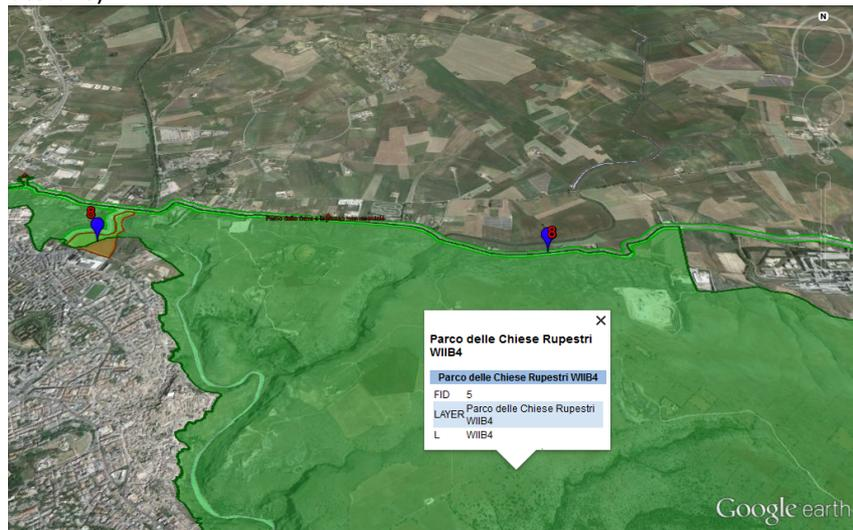 N
8
8
Parco delle Chiese Rupestri
WIIB4
Parco delle Chiese Rupestri WIIB4
FID 5
LAYER Parco delle Chiese Rupestri
WIIB4
L WIIB4
Google earth